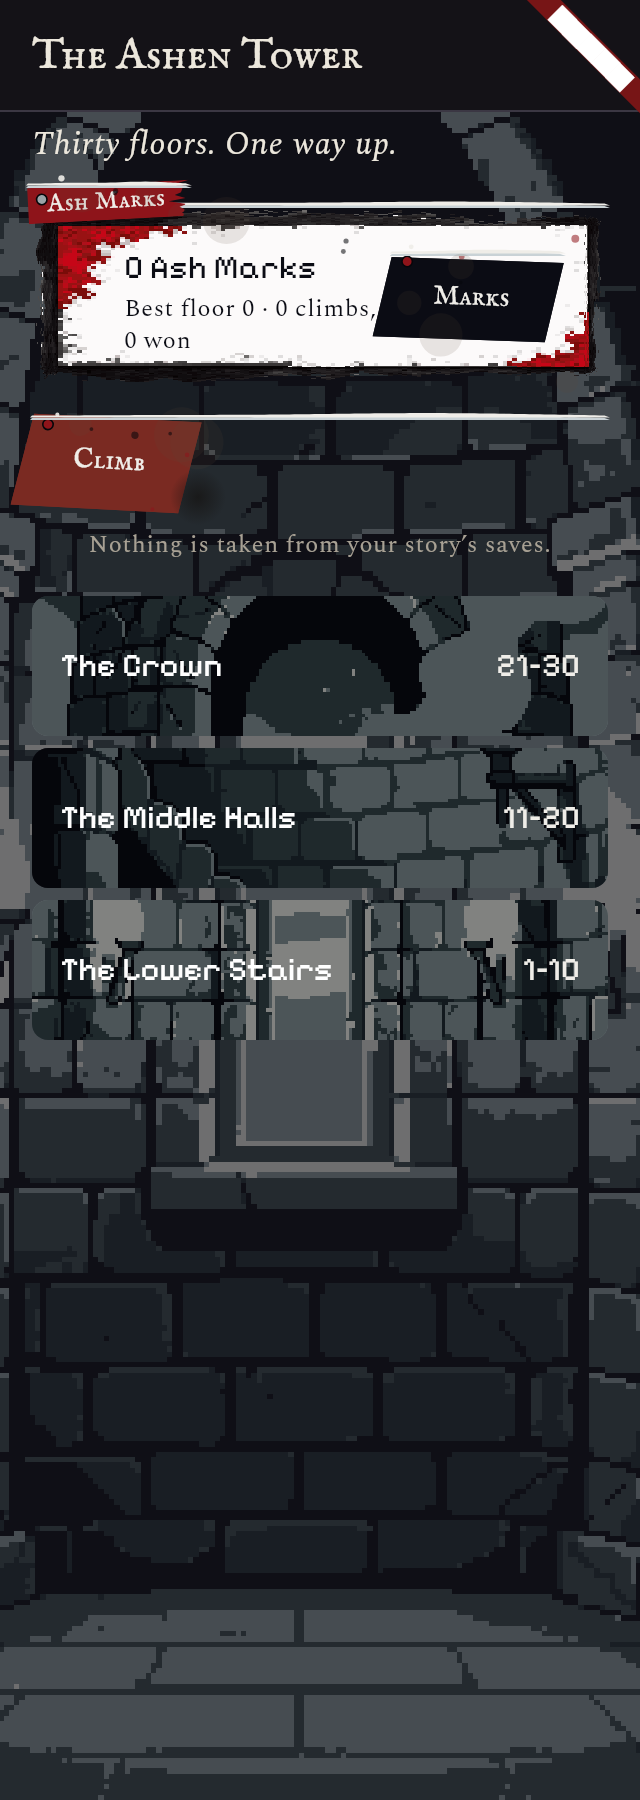 The Ashen Tower
Thirty floors. One way up.
Ash Marks
0 Ash Marks
Best floor 0 · 0 climbs,
0 won
Marks
Climb
Nothing is taken from your story's saves.
The Crown 21-30
The Middle Halls 11-20
The Lower Stairs 1-10